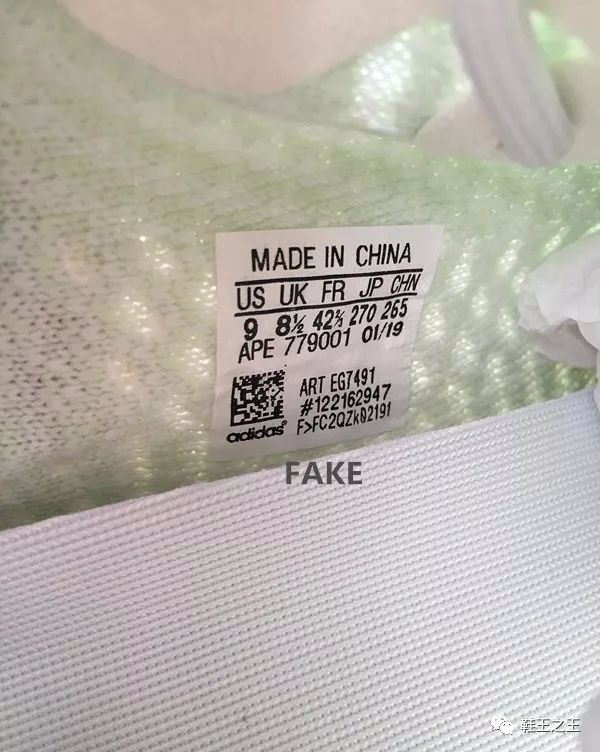 MADE IN CHINA
US UK FR JP CHN
9 8½ 42⅔ 270 265
APE 779001 01/19
ART EG7491
#122162947
F>FC2QZk02191
adidas®
FAKE
鞋王之王